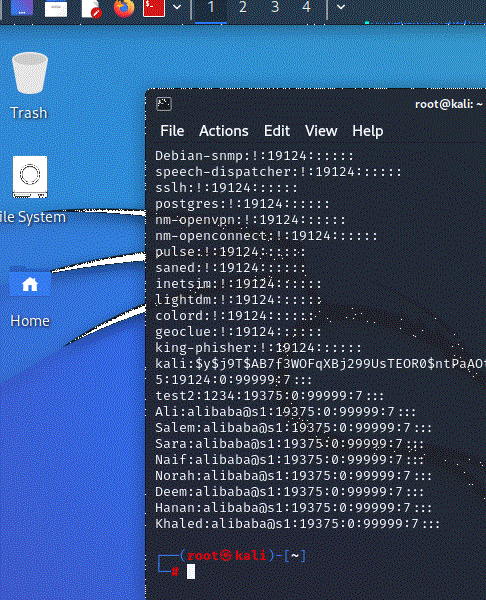 1 2 3 4
Trash
ile System
Home
root@kali: ~
File Actions Edit View Help
Debian-snmp:!:19124::::::
speech-dispatcher:!:19124::::::
sslh:!:19124::::::
postgres:!:19124::::::
nm-openvpn:!:19124::::::
nm-openconnect:!:19124::::::
pulse:!:19124::::::
saned:!:19124::::::
inetsim:!:19124::::::
lightdm:!:19124::::::
colord:!:19124::::::
geoclue:!:19124::::::
king-phisher:!:19124::::::
kali:$y$j9T$AB7f3WOFqXBj299UsTEOR0$ntPaAOt
5:19124:0:99999:7:::
test2:1234:19375:0:99999:7:::
Ali:alibaba@s1:19375:0:99999:7:::
Salem:alibaba@s1:19375:0:99999:7:::
Sara:alibaba@s1:19375:0:99999:7:::
Naif:alibaba@s1:19375:0:99999:7:::
Norah:alibaba@s1:19375:0:99999:7:::
Deem:alibaba@s1:19375:0:99999:7:::
Hanan:alibaba@s1:19375:0:99999:7:::
Khaled:alibaba@s1:19375:0:99999:7:::
┌──(root㉿kali)-[~]
└─#